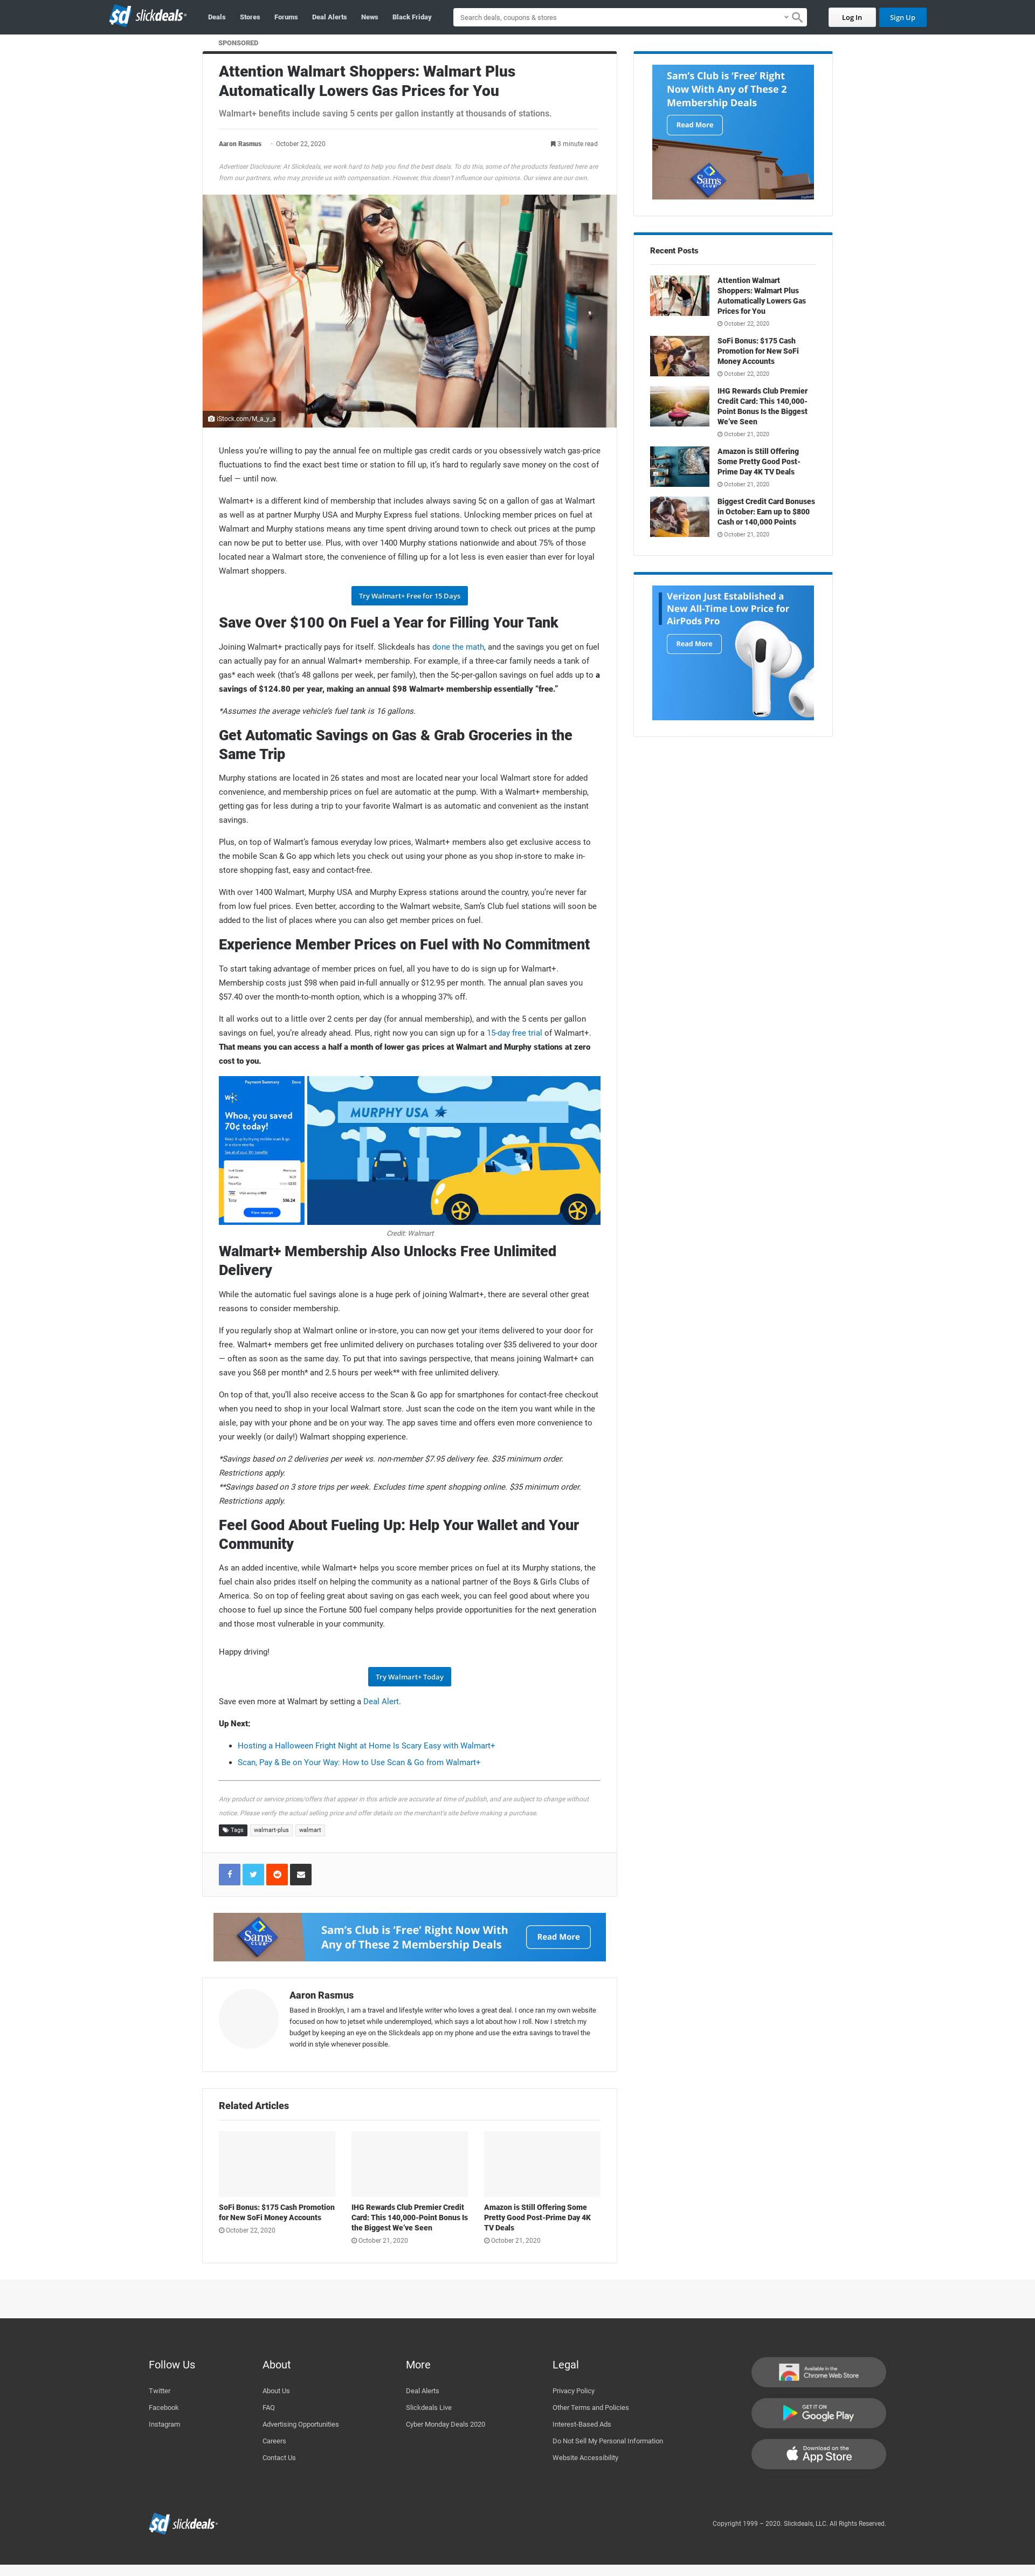 slickdeals
Deals
Stores
Forums
Deal Alerts
News
Black Friday
Search deals, coupons & stores
Log In
Sign Up
SPONSORED
Attention Walmart Shoppers: Walmart Plus
Automatically Lowers Gas Prices for You
Walmart+ benefits include saving 5 cents per gallon instantly at thousands of stations.
Aaron Rasmus - October 22, 2020
3 minute read
Advertiser Disclosure: At Slickdeals, we work hard to help you find the best deals. To do this, some of the products featured here are
from our partners, who may provide us with compensation. However, this doesn't influence our opinions. Our views are our own.
iStock.com/M_a_y_a
Unless you're willing to pay the annual fee on multiple gas credit cards or you obsessively watch gas-price
fluctuations to find the exact best time or station to fill up, it's hard to regularly save money on the cost of
fuel — until now.
Walmart+ is a different kind of membership that includes always saving 5¢ on a gallon of gas at Walmart
as well as at partner Murphy USA and Murphy Express fuel stations. Unlocking member prices on fuel at
Walmart and Murphy stations means any time spent driving around town to check out prices at the pump
can now be put to better use. Plus, with over 1400 Murphy stations nationwide and about 75% of those
located near a Walmart store, the convenience of filling up for a lot less is even easier than ever for loyal
Walmart shoppers.
Try Walmart+ Free for 15 Days
Save Over $100 On Fuel a Year for Filling Your Tank
Joining Walmart+ practically pays for itself. Slickdeals has done the math, and the savings you get on fuel
can actually pay for an annual Walmart+ membership. For example, if a three-car family needs a tank of
gas* each week (that's 48 gallons per week, per family), then the 5¢-per-gallon savings on fuel adds up to a
savings of $124.80 per year, making an annual $98 Walmart+ membership essentially "free."
*Assumes the average vehicle's fuel tank is 16 gallons.
Get Automatic Savings on Gas & Grab Groceries in the
Same Trip
Murphy stations are located in 26 states and most are located near your local Walmart store for added
convenience, and membership prices on fuel are automatic at the pump. With a Walmart+ membership,
getting gas for less during a trip to your favorite Walmart is as automatic and convenient as the instant
savings.
Plus, on top of Walmart's famous everyday low prices, Walmart+ members also get exclusive access to
the mobile Scan & Go app which lets you check out using your phone as you shop in-store to make in-
store shopping fast, easy and contact-free.
With over 1400 Walmart, Murphy USA and Murphy Express stations around the country, you're never far
from low fuel prices. Even better, according to the Walmart website, Sam's Club fuel stations will soon be
added to the list of places where you can also get member prices on fuel.
Experience Member Prices on Fuel with No Commitment
To start taking advantage of member prices on fuel, all you have to do is sign up for Walmart+.
Membership costs just $98 when paid in-full annually or $12.95 per month. The annual plan saves you
$57.40 over the month-to-month option, which is a whopping 37% off.
It all works out to a little over 2 cents per day (for annual membership), and with the 5 cents per gallon
savings on fuel, you're already ahead. Plus, right now you can sign up for a 15-day free trial of Walmart+.
That means you can access a half a month of lower gas prices at Walmart and Murphy stations at zero
cost to you.
Payment Summary
Done
Whoa, you saved
70¢ today!
Total
$36.24
View receipt
MURPHY USA
Credit: Walmart
Walmart+ Membership Also Unlocks Free Unlimited
Delivery
While the automatic fuel savings alone is a huge perk of joining Walmart+, there are several other great
reasons to consider membership.
If you regularly shop at Walmart online or in-store, you can now get your items delivered to your door for
free. Walmart+ members get free unlimited delivery on purchases totaling over $35 delivered to your door
— often as soon as the same day. To put that into savings perspective, that means joining Walmart+ can
save you $68 per month* and 2.5 hours per week** with free unlimited delivery.
On top of that, you'll also receive access to the Scan & Go app for smartphones for contact-free checkout
when you need to shop in your local Walmart store. Just scan the code on the item you want while in the
aisle, pay with your phone and be on your way. The app saves time and offers even more convenience to
your weekly (or daily!) Walmart shopping experience.
*Savings based on 2 deliveries per week vs. non-member $7.95 delivery fee. $35 minimum order.
Restrictions apply.
**Savings based on 3 store trips per week. Excludes time spent shopping online. $35 minimum order.
Restrictions apply.
Feel Good About Fueling Up: Help Your Wallet and Your
Community
As an added incentive, while Walmart+ helps you score member prices on fuel at its Murphy stations, the
fuel chain also prides itself on helping the community as a national partner of the Boys & Girls Clubs of
America. So on top of feeling great about saving on gas each week, you can feel good about where you
choose to fuel up since the Fortune 500 fuel company helps provide opportunities for the next generation
and those most vulnerable in your community.
Happy driving!
Try Walmart+ Today
Save even more at Walmart by setting a Deal Alert.
Up Next:
Hosting a Halloween Fright Night at Home Is Scary Easy with Walmart+
Scan, Pay & Be on Your Way: How to Use Scan & Go from Walmart+
Any product or service prices/offers that appear in this article are accurate at time of publish, and are subject to change without
notice. Please verify the actual selling price and offer details on the merchant's site before making a purchase.
Tags
walmart-plus
walmart
Sam's Club is 'Free' Right Now With
Any of These 2 Membership Deals
Read More
Aaron Rasmus
Based in Brooklyn, I am a travel and lifestyle writer who loves a great deal. I once ran my own website
focused on how to jetset while underemployed, which says a lot about how I roll. Now I stretch my
budget by keeping an eye on the Slickdeals app on my phone and use the extra savings to travel the
world in style whenever possible.
Related Articles
SoFi Bonus: $175 Cash Promotion
for New SoFi Money Accounts
October 22, 2020
IHG Rewards Club Premier Credit
Card: This 140,000-Point Bonus Is
the Biggest We've Seen
October 21, 2020
Amazon is Still Offering Some
Pretty Good Post-Prime Day 4K
TV Deals
October 21, 2020
Sam's Club is 'Free' Right
Now With Any of These 2
Membership Deals
Read More
Sam's
CLUB
Recent Posts
Attention Walmart
Shoppers: Walmart Plus
Automatically Lowers Gas
Prices for You
October 22, 2020
SoFi Bonus: $175 Cash
Promotion for New SoFi
Money Accounts
October 22, 2020
IHG Rewards Club Premier
Credit Card: This 140,000-
Point Bonus Is the Biggest
We've Seen
October 21, 2020
Amazon is Still Offering
Some Pretty Good Post-
Prime Day 4K TV Deals
October 21, 2020
Biggest Credit Card Bonuses
in October: Earn up to $800
Cash or 140,000 Points
October 21, 2020
Verizon Just Established a
New All-Time Low Price for
AirPods Pro
Read More
Follow Us
Twitter
Facebook
Instagram
About
About Us
FAQ
Advertising Opportunities
Careers
Contact Us
More
Deal Alerts
Slickdeals Live
Cyber Monday Deals 2020
Legal
Privacy Policy
Other Terms and Policies
Interest-Based Ads
Do Not Sell My Personal Information
Website Accessibility
Available in the
Chrome Web Store
GET IT ON
Google Play
Download on the
App Store
slickdeals
Copyright 1999 – 2020. Slickdeals, LLC. All Rights Reserved.